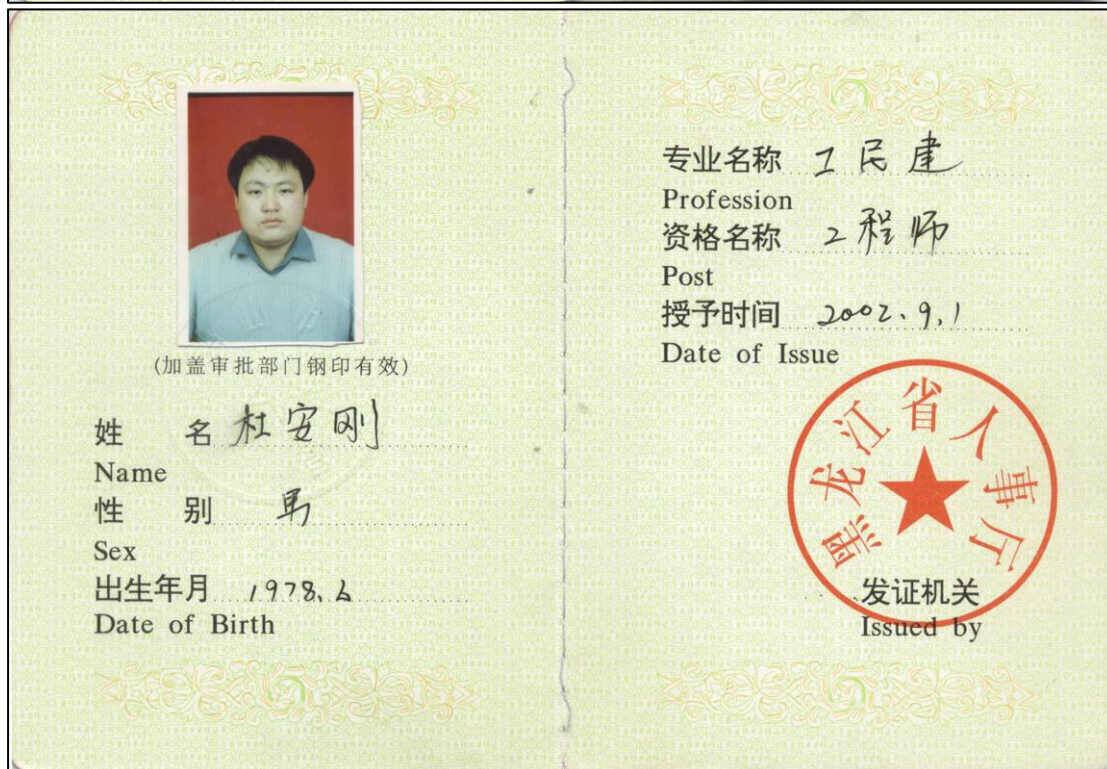 (加盖审批部门钢印有效)
姓 名 杜安刚
Name
性 别 男
Sex
出生年月 1978.6
Date of Birth
专业名称 工民建
Profession
资格名称 工程师
Post
授予时间 2002.9.1
Date of Issue
黑龙江省人事厅
发证机关
Issued by